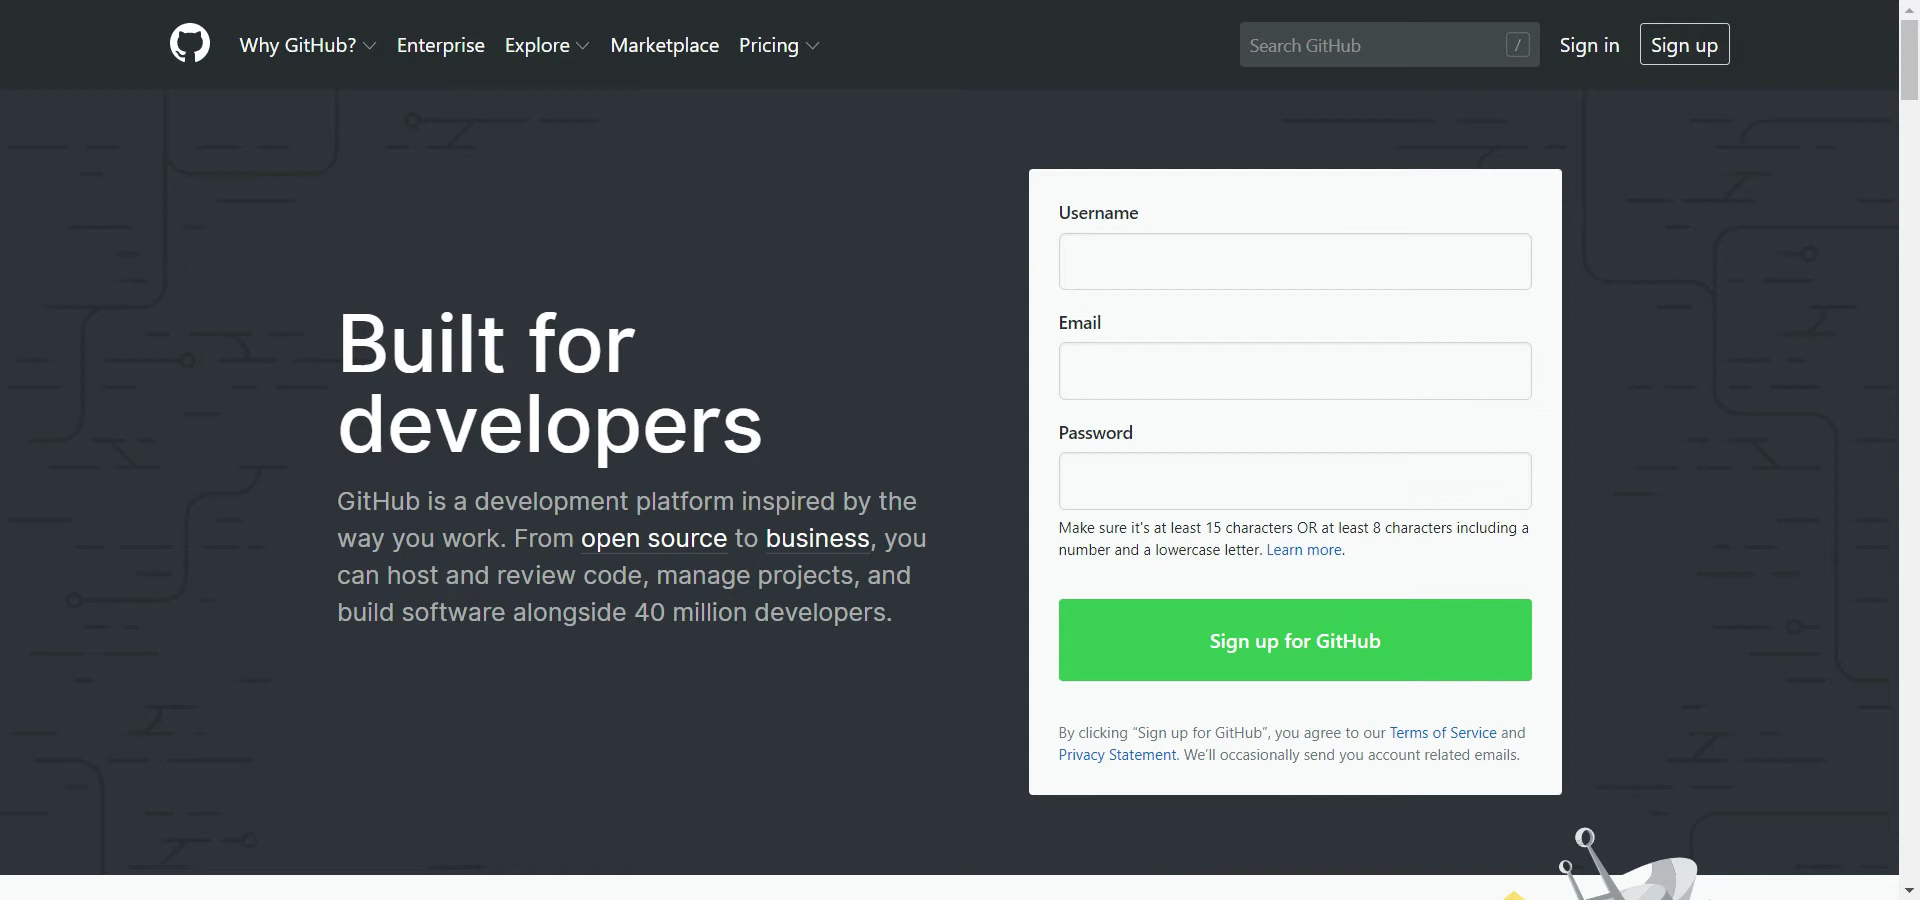 Why GitHub? Enterprise Explore Marketplace Pricing Search GitHub / Sign in Sign up
Built for
developers
GitHub is a development platform inspired by the
way you work. From open source to business, you
can host and review code, manage projects, and
build software alongside 40 million developers.
Username
Email
Password
Make sure it's at least 15 characters OR at least 8 characters including a
number and a lowercase letter. Learn more.
Sign up for GitHub
By clicking “Sign up for GitHub”, you agree to our Terms of Service and
Privacy Statement. We’ll occasionally send you account related emails.